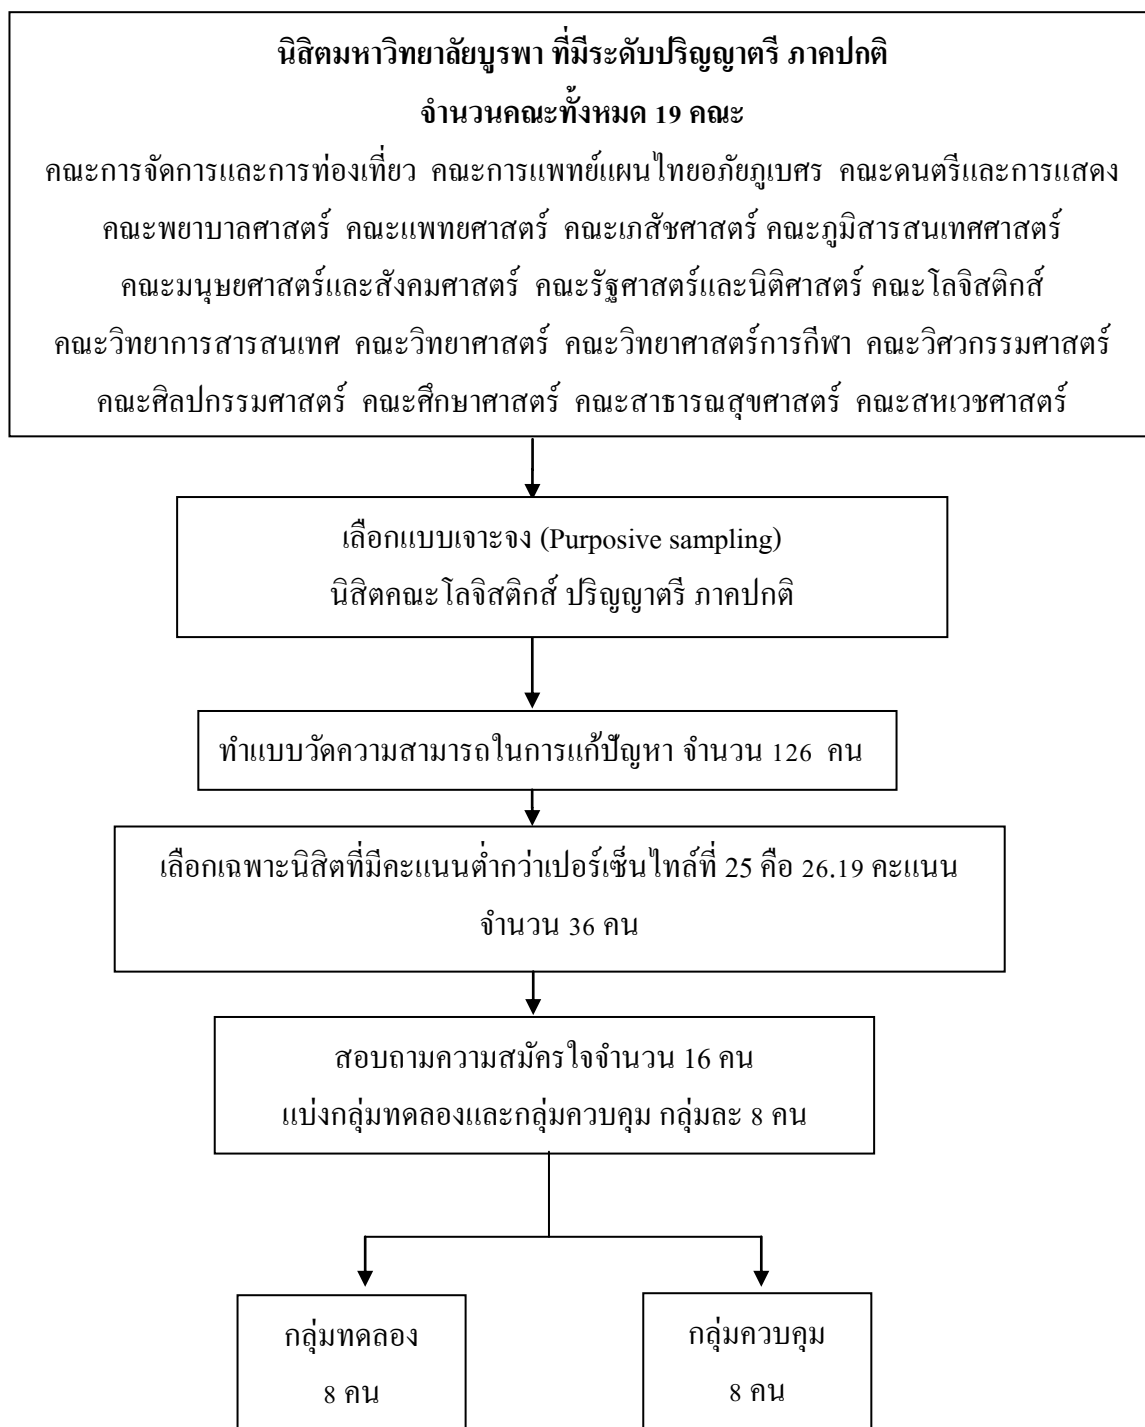 นิสิตมหาวิทยาลัยบูรพา ที่มีระดับปริญญาตรี ภาคปกติ
จำนวนคณะทั้งหมด 19 คณะ
คณะการจัดการและการท่องเที่ยว คณะการแพทย์แผนไทยอภัยภูเบศร คณะดนตรีและการแสดง
คณะพยาบาลศาสตร์ คณะแพทยศาสตร์ คณะเภสัชศาสตร์ คณะภูมิสารสนเทศศาสตร์
คณะมนุษยศาสตร์และสังคมศาสตร์ คณะรัฐศาสตร์และนิติศาสตร์ คณะโลจิสติกส์
คณะวิทยาการสารสนเทศ คณะวิทยาศาสตร์ คณะวิทยาศาสตร์การกีฬา คณะวิศวกรรมศาสตร์
คณะศิลปกรรมศาสตร์ คณะศึกษาศาสตร์ คณะสาธารณสุขศาสตร์ คณะสหเวชศาสตร์
เลือกแบบเจาะจง (Purposive sampling)
นิสิตคณะโลจิสติกส์ ปริญญาตรี ภาคปกติ
ทำแบบวัดความสามารถในการแก้ปัญหา จำนวน 126 คน
เลือกเฉพาะนิสิตที่มีคะแนนต่ำกว่าเปอร์เซ็นไทล์ที่ 25 คือ 26.19 คะแนน
จำนวน 36 คน
สอบถามความสมัครใจจำนวน 16 คน
แบ่งกลุ่มทดลองและกลุ่มควบคุม กลุ่มละ 8 คน
กลุ่มทดลอง
8 คน
กลุ่มควบคุม
8 คน